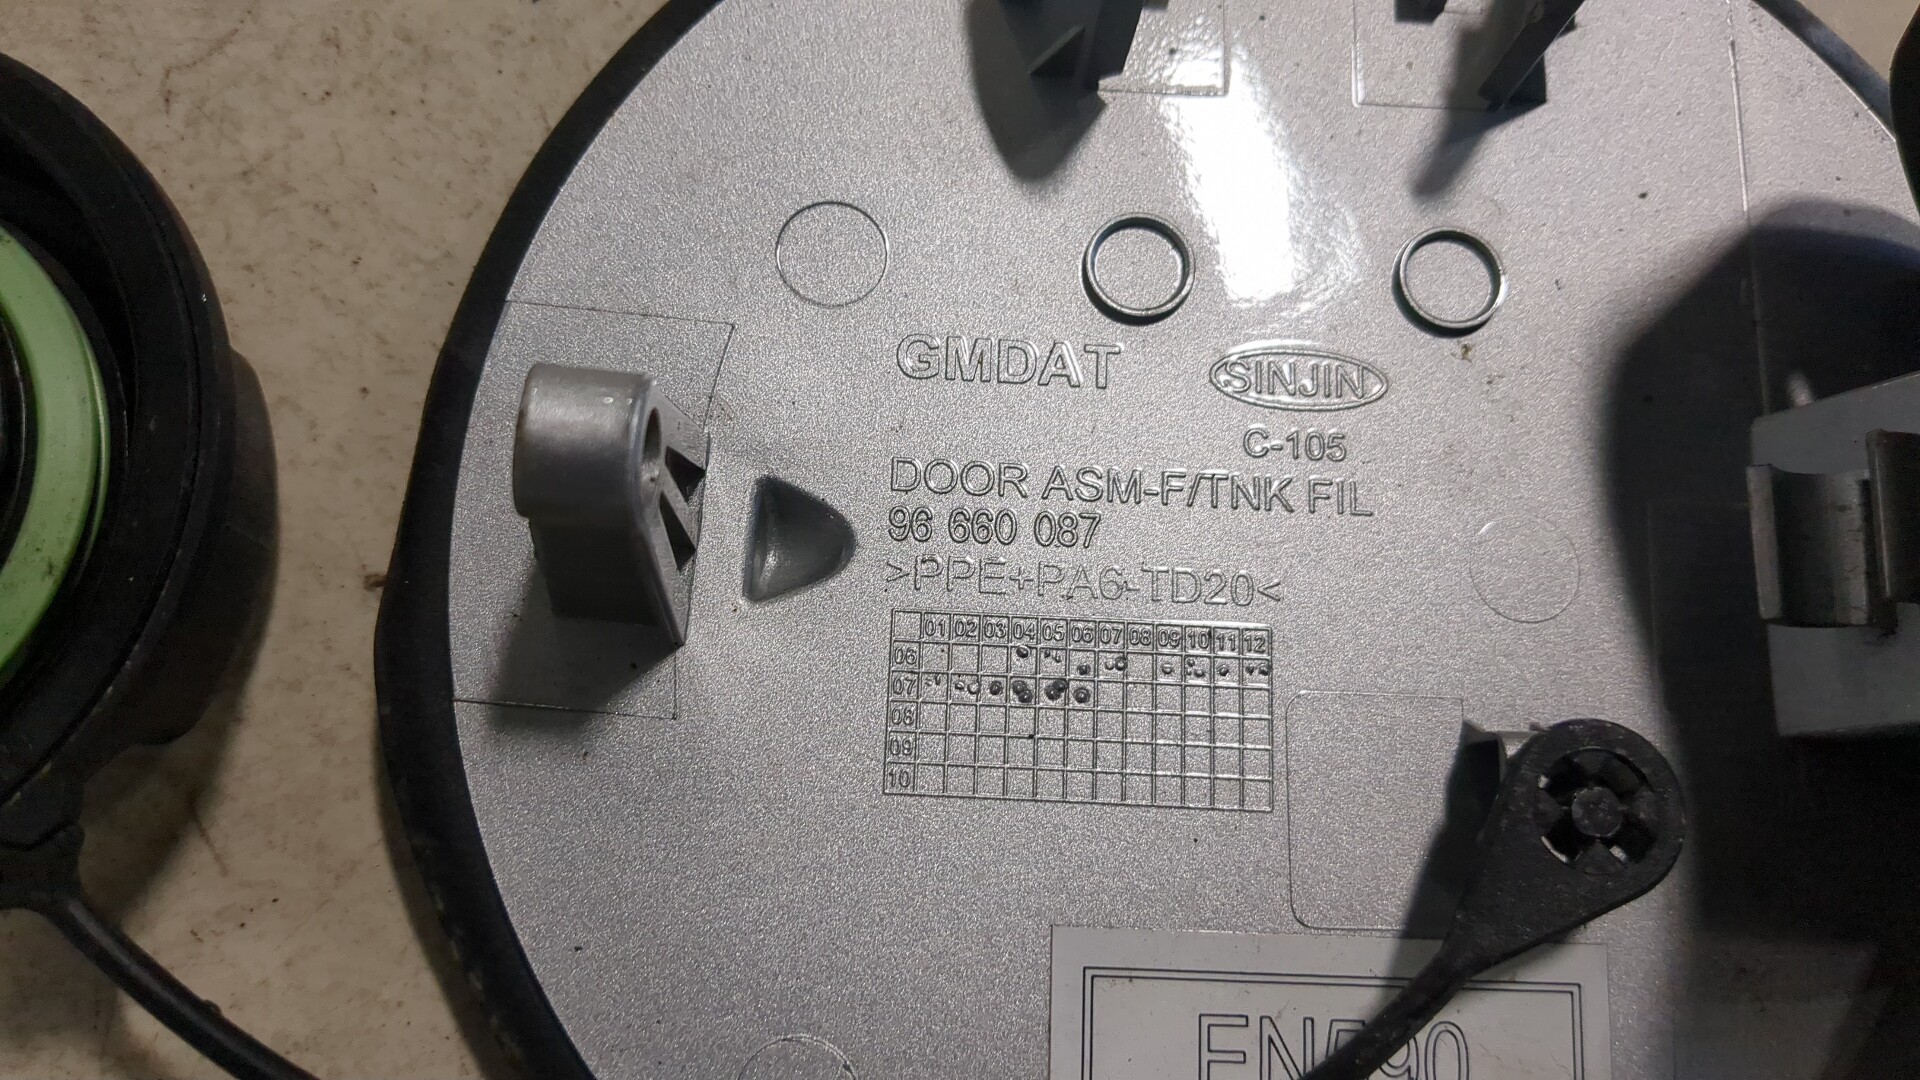 GMDAT
SINJIN
C-105
DOOR ASM-F/TNK FIL
96 660 087
>PPE+PA6-TD20<
01 02 03 04 05 06 07 08 09 10 11 12
06
07
08
09
10
EN590